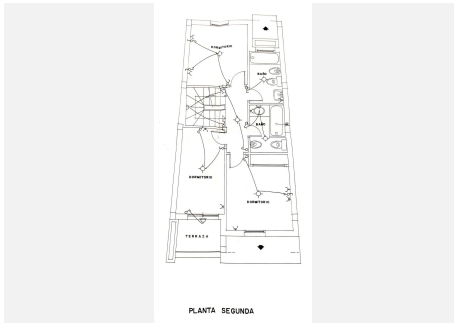 DORMITORIO
BAÑO
BAÑO
DORMITORIO
DORMITORIO
TERRAZA
PLANTA SEGUNDA